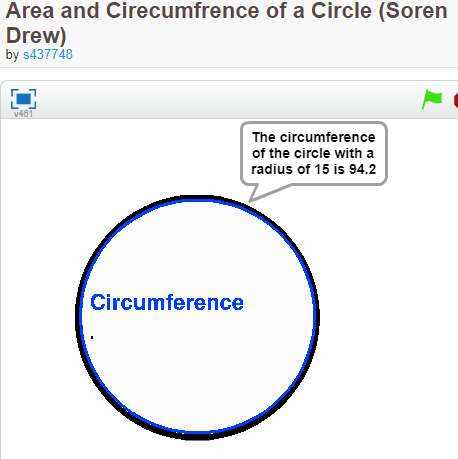 Area and Cirecumfrence of a Circle (Soren
Drew)
by s437748
v461
The circumference
of the circle with a
radius of 15 is 94.2
Circumference
.